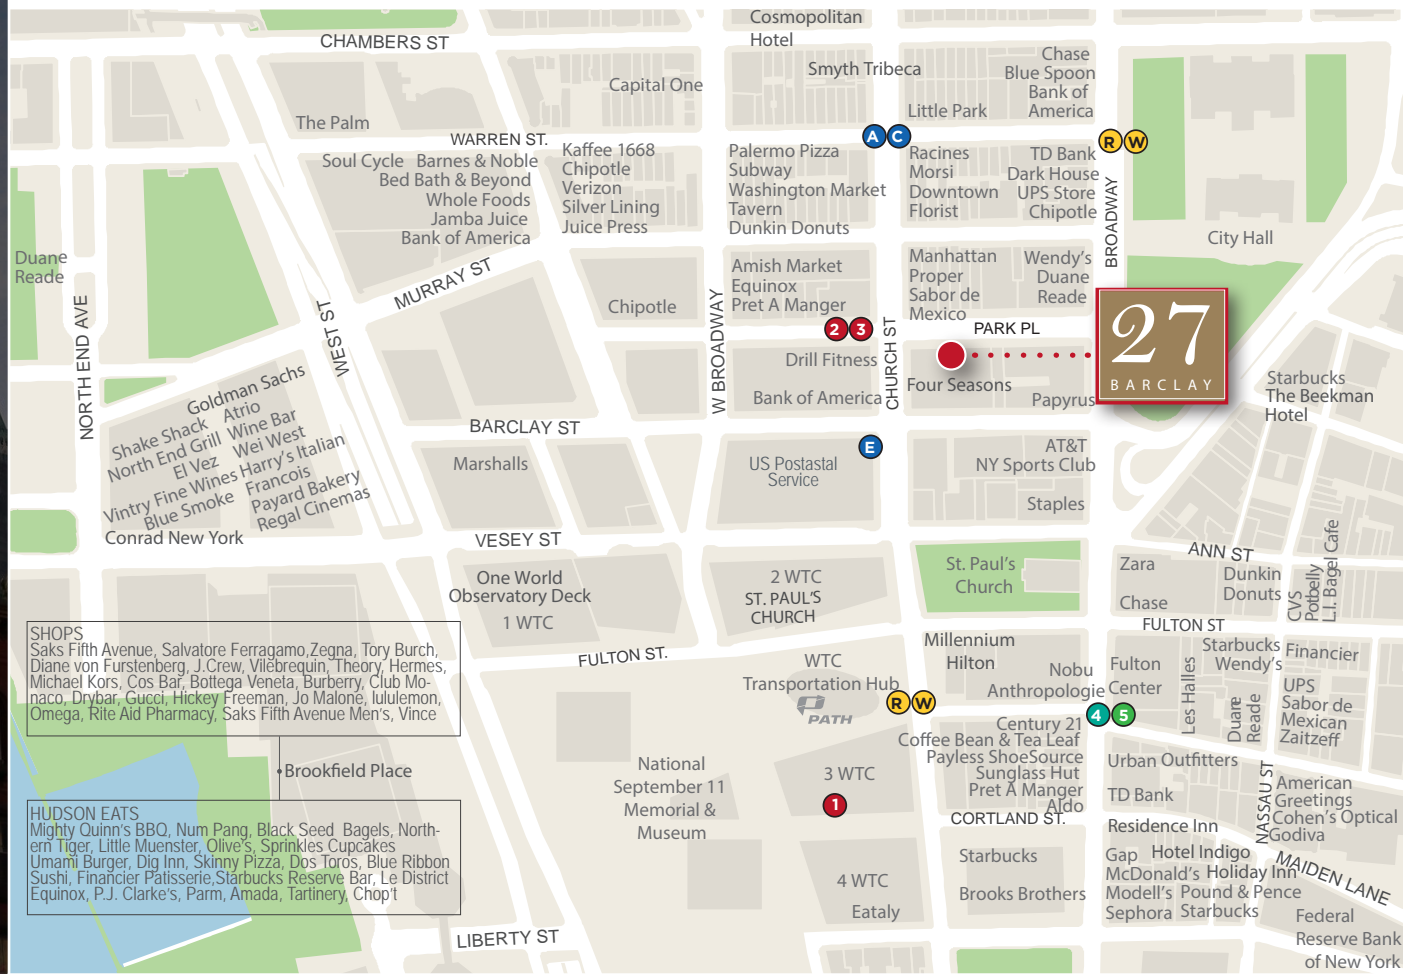 Cosmopolitan
Hotel
CHAMBERS ST
Smyth Tribeca
Chase
Blue Spoon
Bank of
America
Capital One
Little Park
The Palm
WARREN ST.
A C
R W
Soul Cycle Barnes & Noble
Bed Bath & Beyond
Whole Foods
Jamba Juice
Bank of America
Kaffee 1668
Chipotle
Verizon
Silver Lining
Juice Press
Palermo Pizza
Subway
Washington Market
Tavern
Dunkin Donuts
Racines
Morsi
Downtown
Florist
TD Bank
Dark House
UPS Store
Chipotle
BROADWAY
City Hall
Duane
Reade
MURRAY ST
Chipotle
Amish Market
Equinox
Pret A Manger
Manhattan
Proper
Sabor de
Mexico
Wendy's
Duane
Reade
NORTH END AVE
WEST ST
W BROADWAY
2 3
CHURCH ST
PARK PL
27
BARCLAY
Drill Fitness
Bank of America
Four Seasons
Papyrus
Starbucks
The Beekman
Hotel
Goldman Sachs
Shake Shack Atrio
North End Grill Wine Bar
El Vez Wei West
Vintry Fine Wines Harry's Italian
Blue Smoke Francois
Payard Bakery
Regal Cinemas
Conrad New York
BARCLAY ST
Marshalls
US Postastal
Service
E
AT&T
NY Sports Club
Staples
VESEY ST
ANN ST
One World
Observatory Deck
1 WTC
2 WTC
ST. PAUL'S
CHURCH
St. Paul's
Church
Zara
Chase
Dunkin
Donuts
CVS
Potbelly
L.I. Bagel Cafe
FULTON ST
SHOPS
Saks Fifth Avenue, Salvatore Ferragamo,Zegna, Tory Burch,
Diane von Furstenberg, J.Crew, Vilebrequin, Theory, Hermes,
Michael Kors, Cos Bar, Bottega Veneta, Burberry, Club Mo-
naco, Drybar, Gucci, Hickey Freeman, Jo Malone, lululemon,
Omega, Rite Aid Pharmacy, Saks Fifth Avenue Men's, Vince
FULTON ST.
WTC
Transportation Hub
PATH
R W
Millennium
Hilton
Nobu
Anthropologie
Fulton
Center
4 5
Les Halles
Starbucks
Wendy's
Duane
Reade
Financier
UPS
Sabor de
Mexican
Zaitzeff
Brookfield Place
National
September 11
Memorial &
Museum
3 WTC
1
Century 21
Coffee Bean & Tea Leaf
Payless ShoeSource
Sunglass Hut
Pret A Manger
Aldo
CORTLAND ST.
Urban Outfitters
TD Bank
NASSAU ST
American
Greetings
Cohen's Optical
Godiva
HUDSON EATS
Mighty Quinn's BBQ, Num Pang, Black Seed Bagels, North-
ern Tiger, Little Muenster, Olive's, Sprinkles Cupcakes
Umami Burger, Dig Inn, Skinny Pizza, Dos Toros, Blue Ribbon
Sushi, Financier Patisserie,Starbucks Reserve Bar, Le District
Equinox, P.J. Clarke's, Parm, Amada, Tartinery, Chop't
Residence Inn
Gap
McDonald's
Modell's
Sephora
Hotel Indigo
Holiday Inn
Pound & Pence
Starbucks
MAIDEN LANE
Starbucks
Brooks Brothers
4 WTC
Eataly
LIBERTY ST
Federal
Reserve Bank
of New York